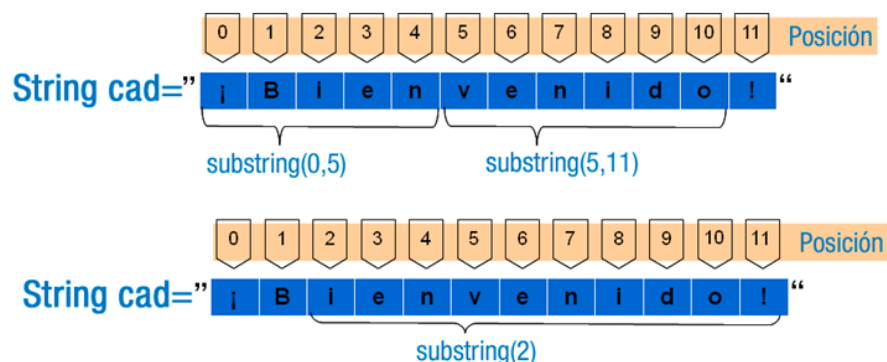 0 1 2 3 4 5 6 7 8 9 10 11 Posición
String cad=” ¡ B i e n v e n i d o ! “
substring(0,5) substring(5,11)
0 1 2 3 4 5 6 7 8 9 10 11 Posición
String cad=” ¡ B i e n v e n i d o ! “
substring(2)